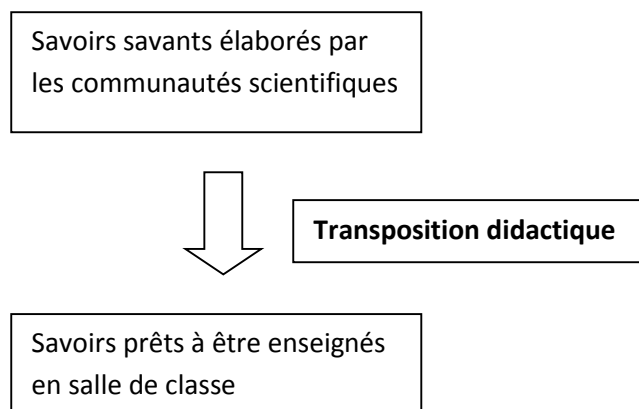 Savoirs savants élaborés par
les communautés scientifiques
Transposition didactique
Savoirs prêts à être enseignés
en salle de classe